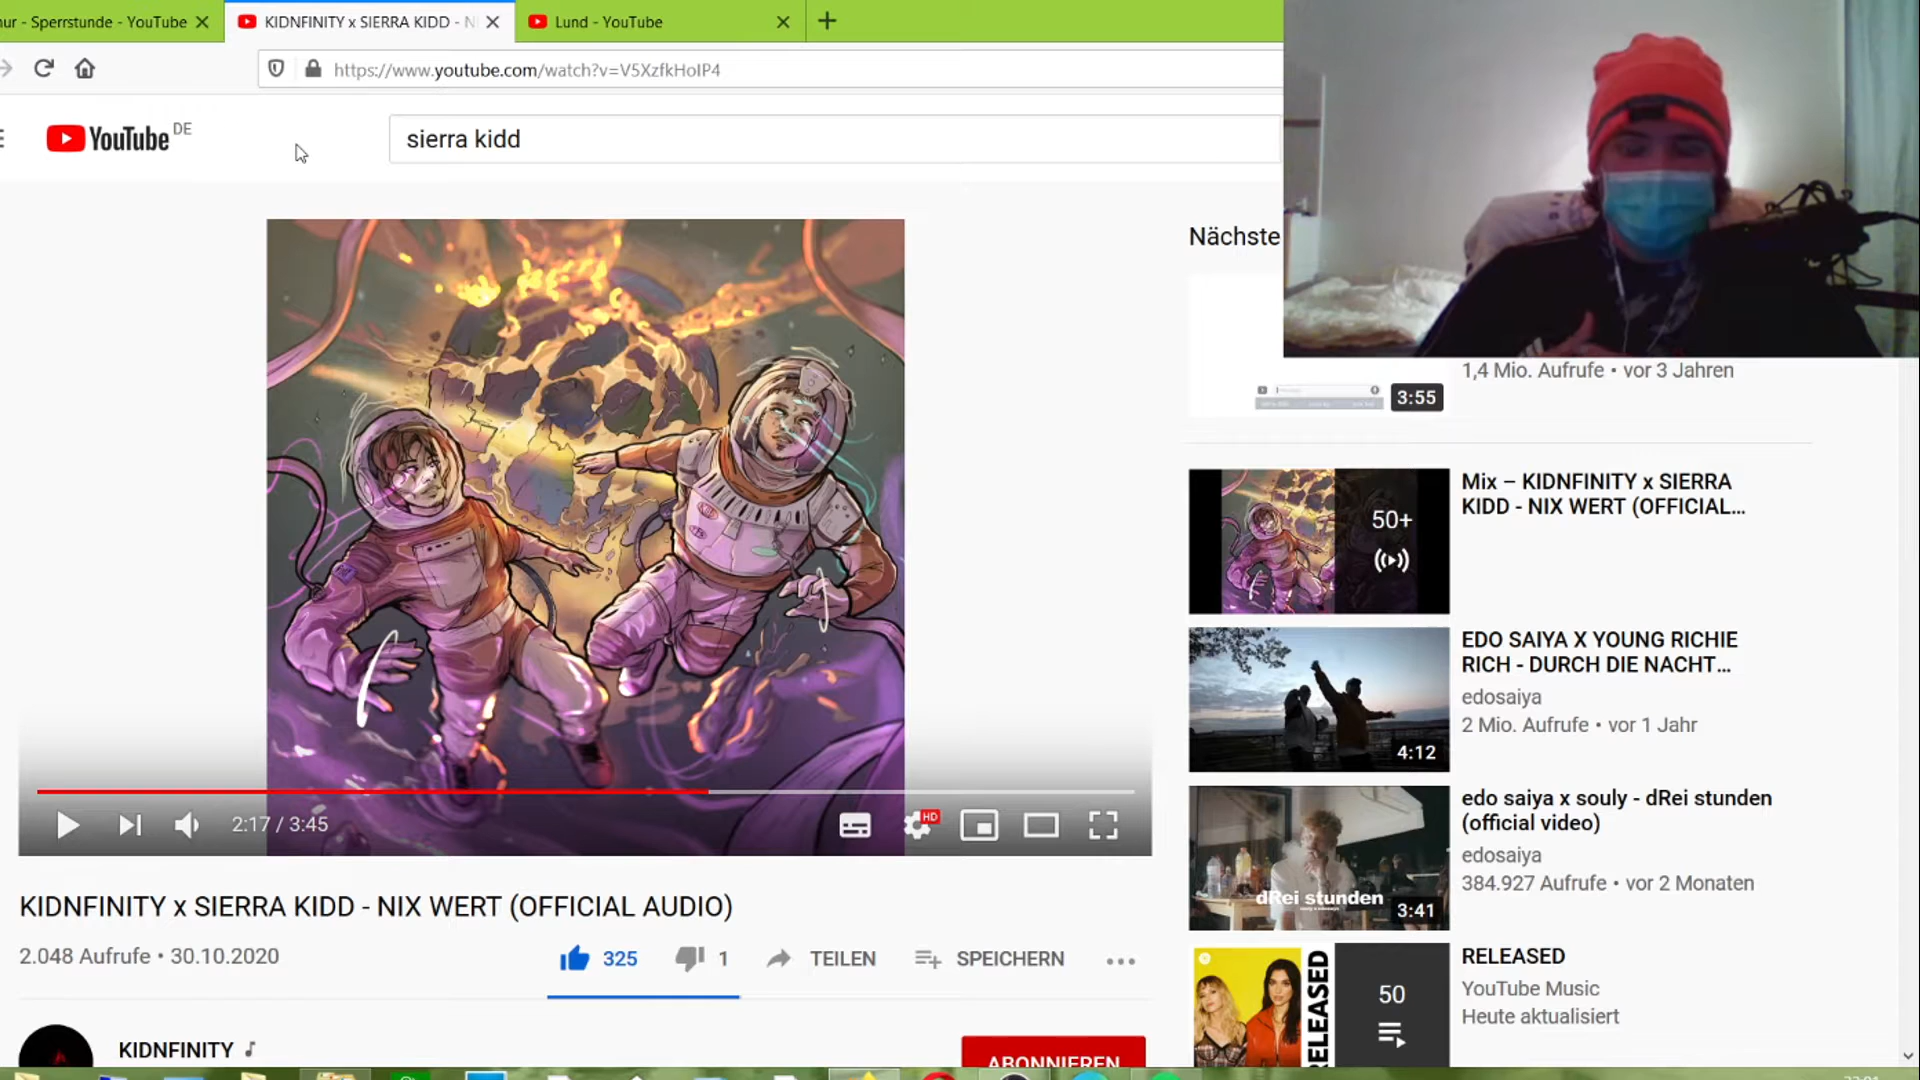 ur - Sperrstunde - YouTube
KIDNFINITY x SIERRA KIDD - N
Lund - YouTube
https://www.youtube.com/watch?v=V5XzfkHoIP4
YouTube DE
sierra kidd
Nächste
1,4 Mio. Aufrufe • vor 3 Jahren
3:55
Mix – KIDNFINITY x SIERRA
KIDD - NIX WERT (OFFICIAL...
50+
EDO SAIYA X YOUNG RICHIE
RICH - DURCH DIE NACHT...
edosaiya
2 Mio. Aufrufe • vor 1 Jahr
4:12
edo saiya x souly - dRei stunden
(official video)
edosaiya
384.927 Aufrufe • vor 2 Monaten
dRei stunden
3:41
RELEASED
YouTube Music
Heute aktualisiert
RELEASED
50
2:17 / 3:45
HD
KIDNFINITY x SIERRA KIDD - NIX WERT (OFFICIAL AUDIO)
2.048 Aufrufe • 30.10.2020
325
1
TEILEN
SPEICHERN
KIDNFINITY
ABONNIEREN